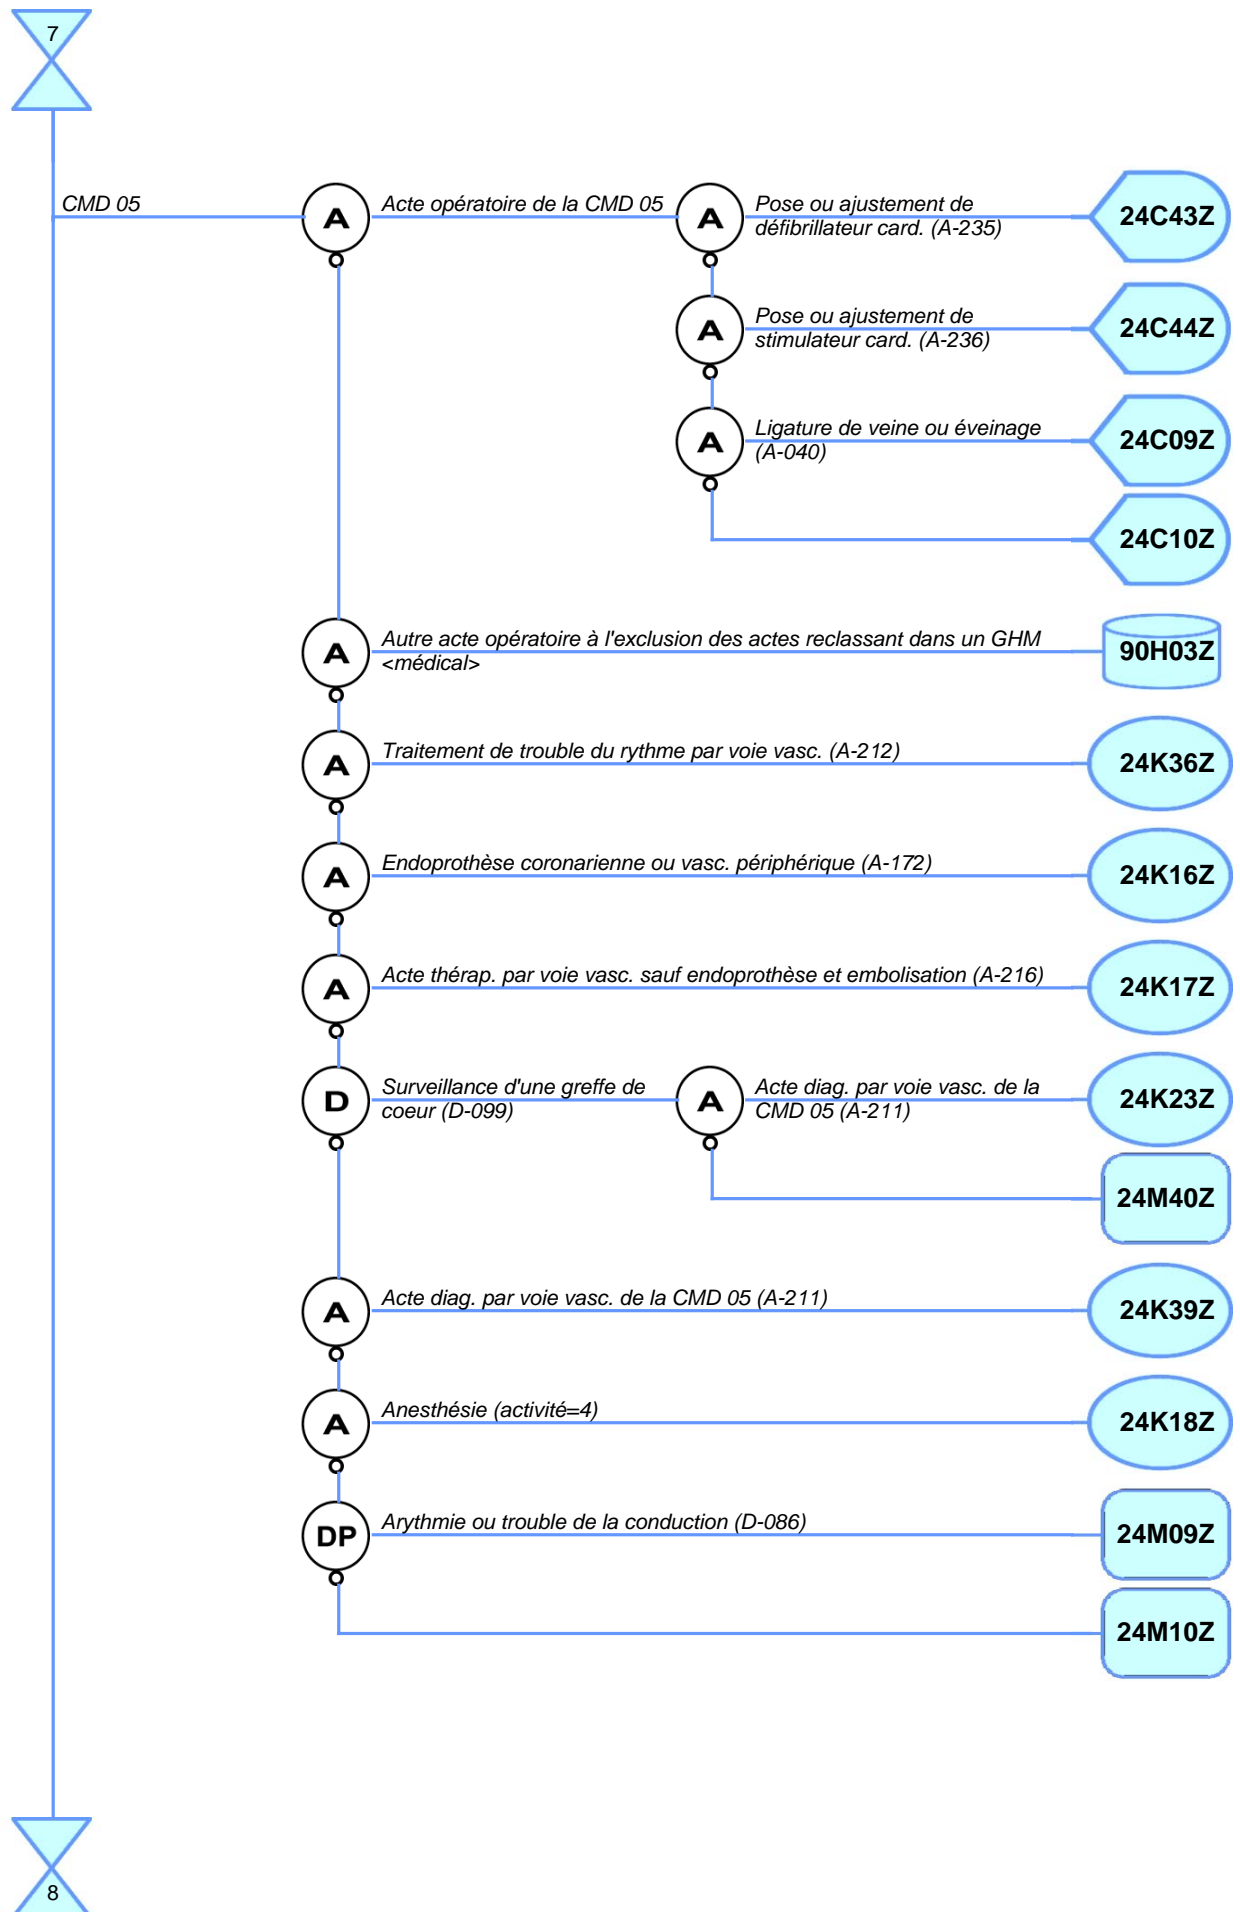 7
CMD 05
A
Acte opératoire de la CMD 05
A
Pose ou ajustement de
défibrillateur card. (A-235)
24C43Z
A
Pose ou ajustement de
stimulateur card. (A-236)
24C44Z
A
Ligature de veine ou éveinage
(A-040)
24C09Z
24C10Z
A
Autre acte opératoire à l'exclusion des actes reclassant dans un GHM
<médical>
90H03Z
A
Traitement de trouble du rythme par voie vasc. (A-212)
24K36Z
A
Endoprothèse coronarienne ou vasc. périphérique (A-172)
24K16Z
A
Acte thérap. par voie vasc. sauf endoprothèse et embolisation (A-216)
24K17Z
D
Surveillance d'une greffe de
coeur (D-099)
A
Acte diag. par voie vasc. de la
CMD 05 (A-211)
24K23Z
24M40Z
A
Acte diag. par voie vasc. de la CMD 05 (A-211)
24K39Z
A
Anesthésie (activité=4)
24K18Z
DP
Arythmie ou trouble de la conduction (D-086)
24M09Z
24M10Z
8